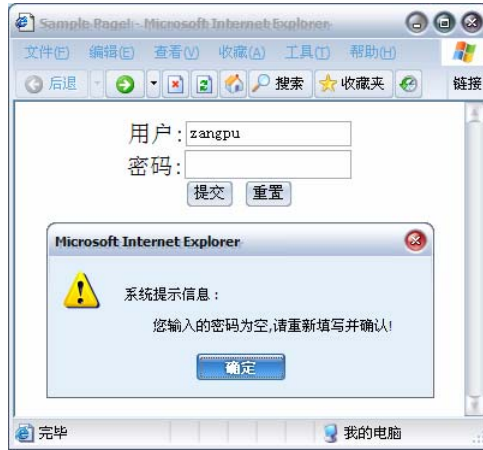 Sample Page!- Microsoft Internet Explorer
文件(F) 编辑(E) 查看(V) 收藏(A) 工具(T) 帮助(H)
后退 搜索 收藏夹 链接
用户:zangpu
密码:
提交 重置
Microsoft Internet Explorer
系统提示信息:
您输入的密码为空,请重新填写并确认!
确定
完毕 我的电脑